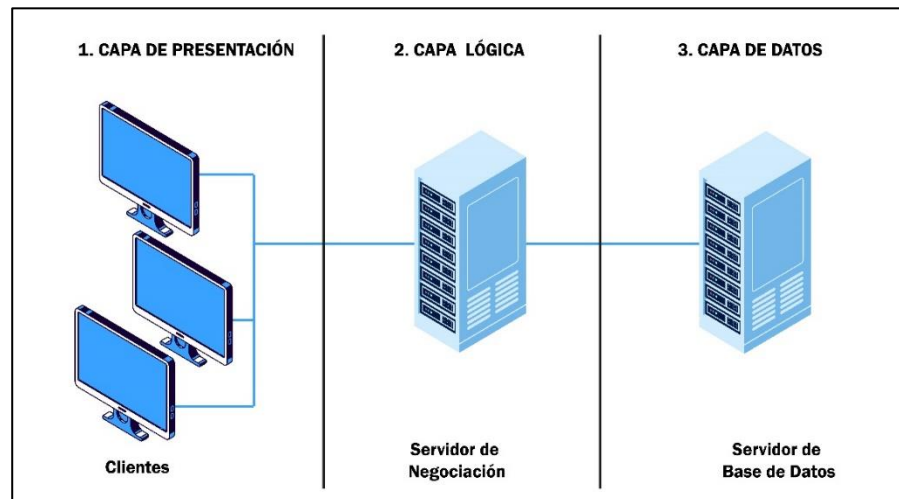 1. CAPA DE PRESENTACIÓN
2. CAPA LÓGICA
3. CAPA DE DATOS
Clientes
Servidor de
Negociación
Servidor de
Base de Datos